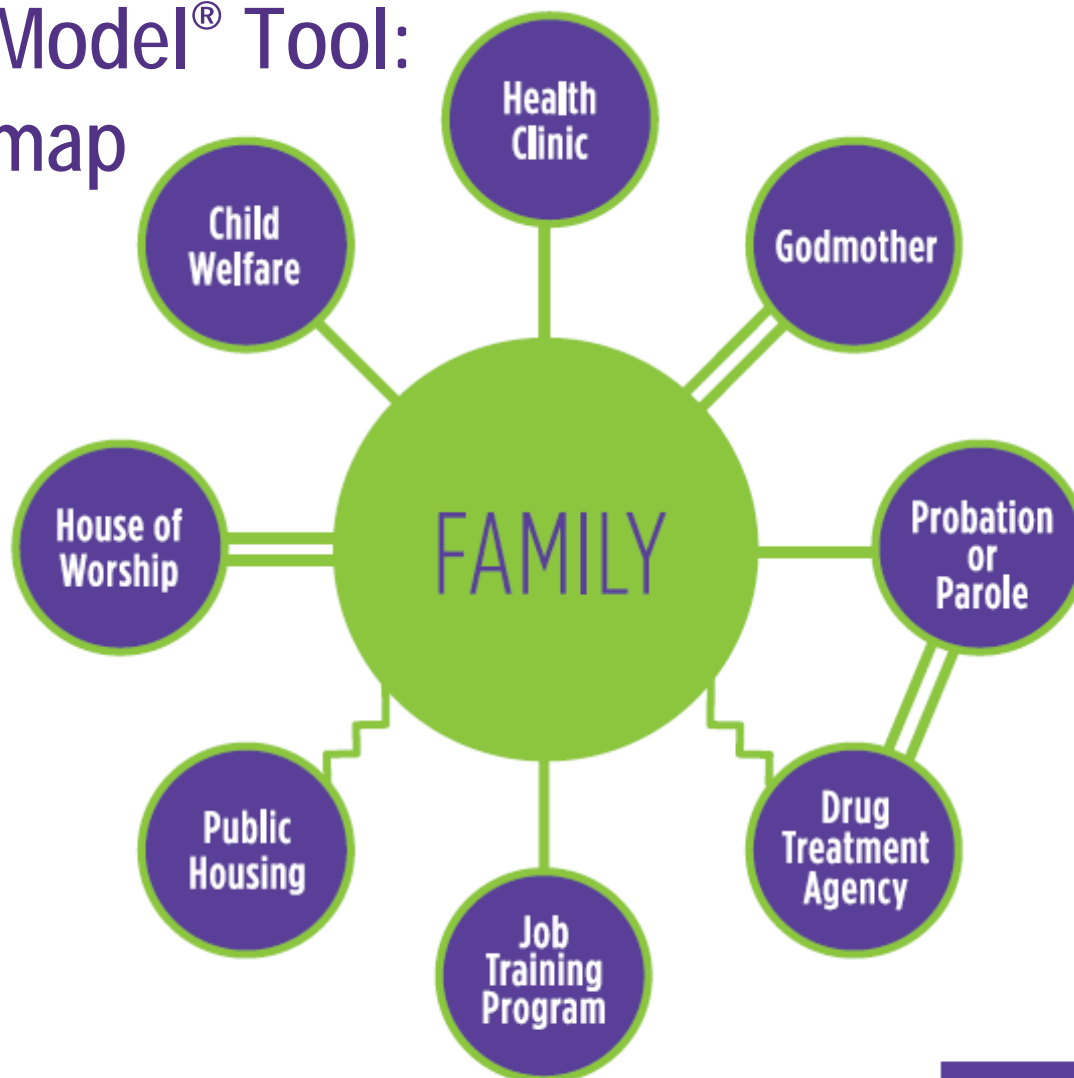 Model® Tool:
map
Health
Clinic
Child
Welfare
Godmother
House of
Worship
FAMILY
Probation
or
Parole
Public
Housing
Drug
Treatment
Agency
Job
Training
Program